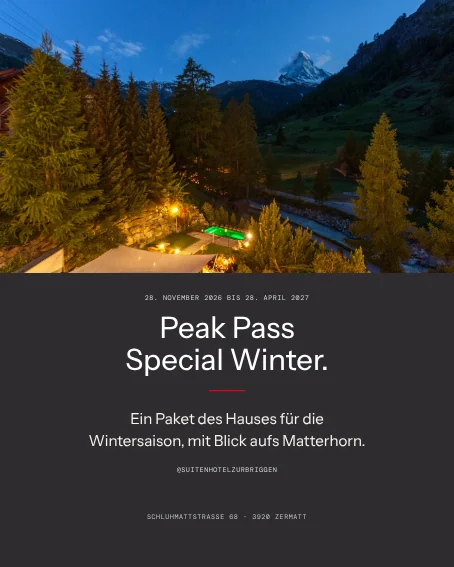 28. NOVEMBER 2026 BIS 28. APRIL 2027
Peak Pass
Special Winter.
Ein Paket des Hauses für die
Wintersaison, mit Blick aufs Matterhorn.
@SUITENHOTELZURBRIGGEN
SCHLUHMATTSTRASSE 68 · 3920 ZERMATT